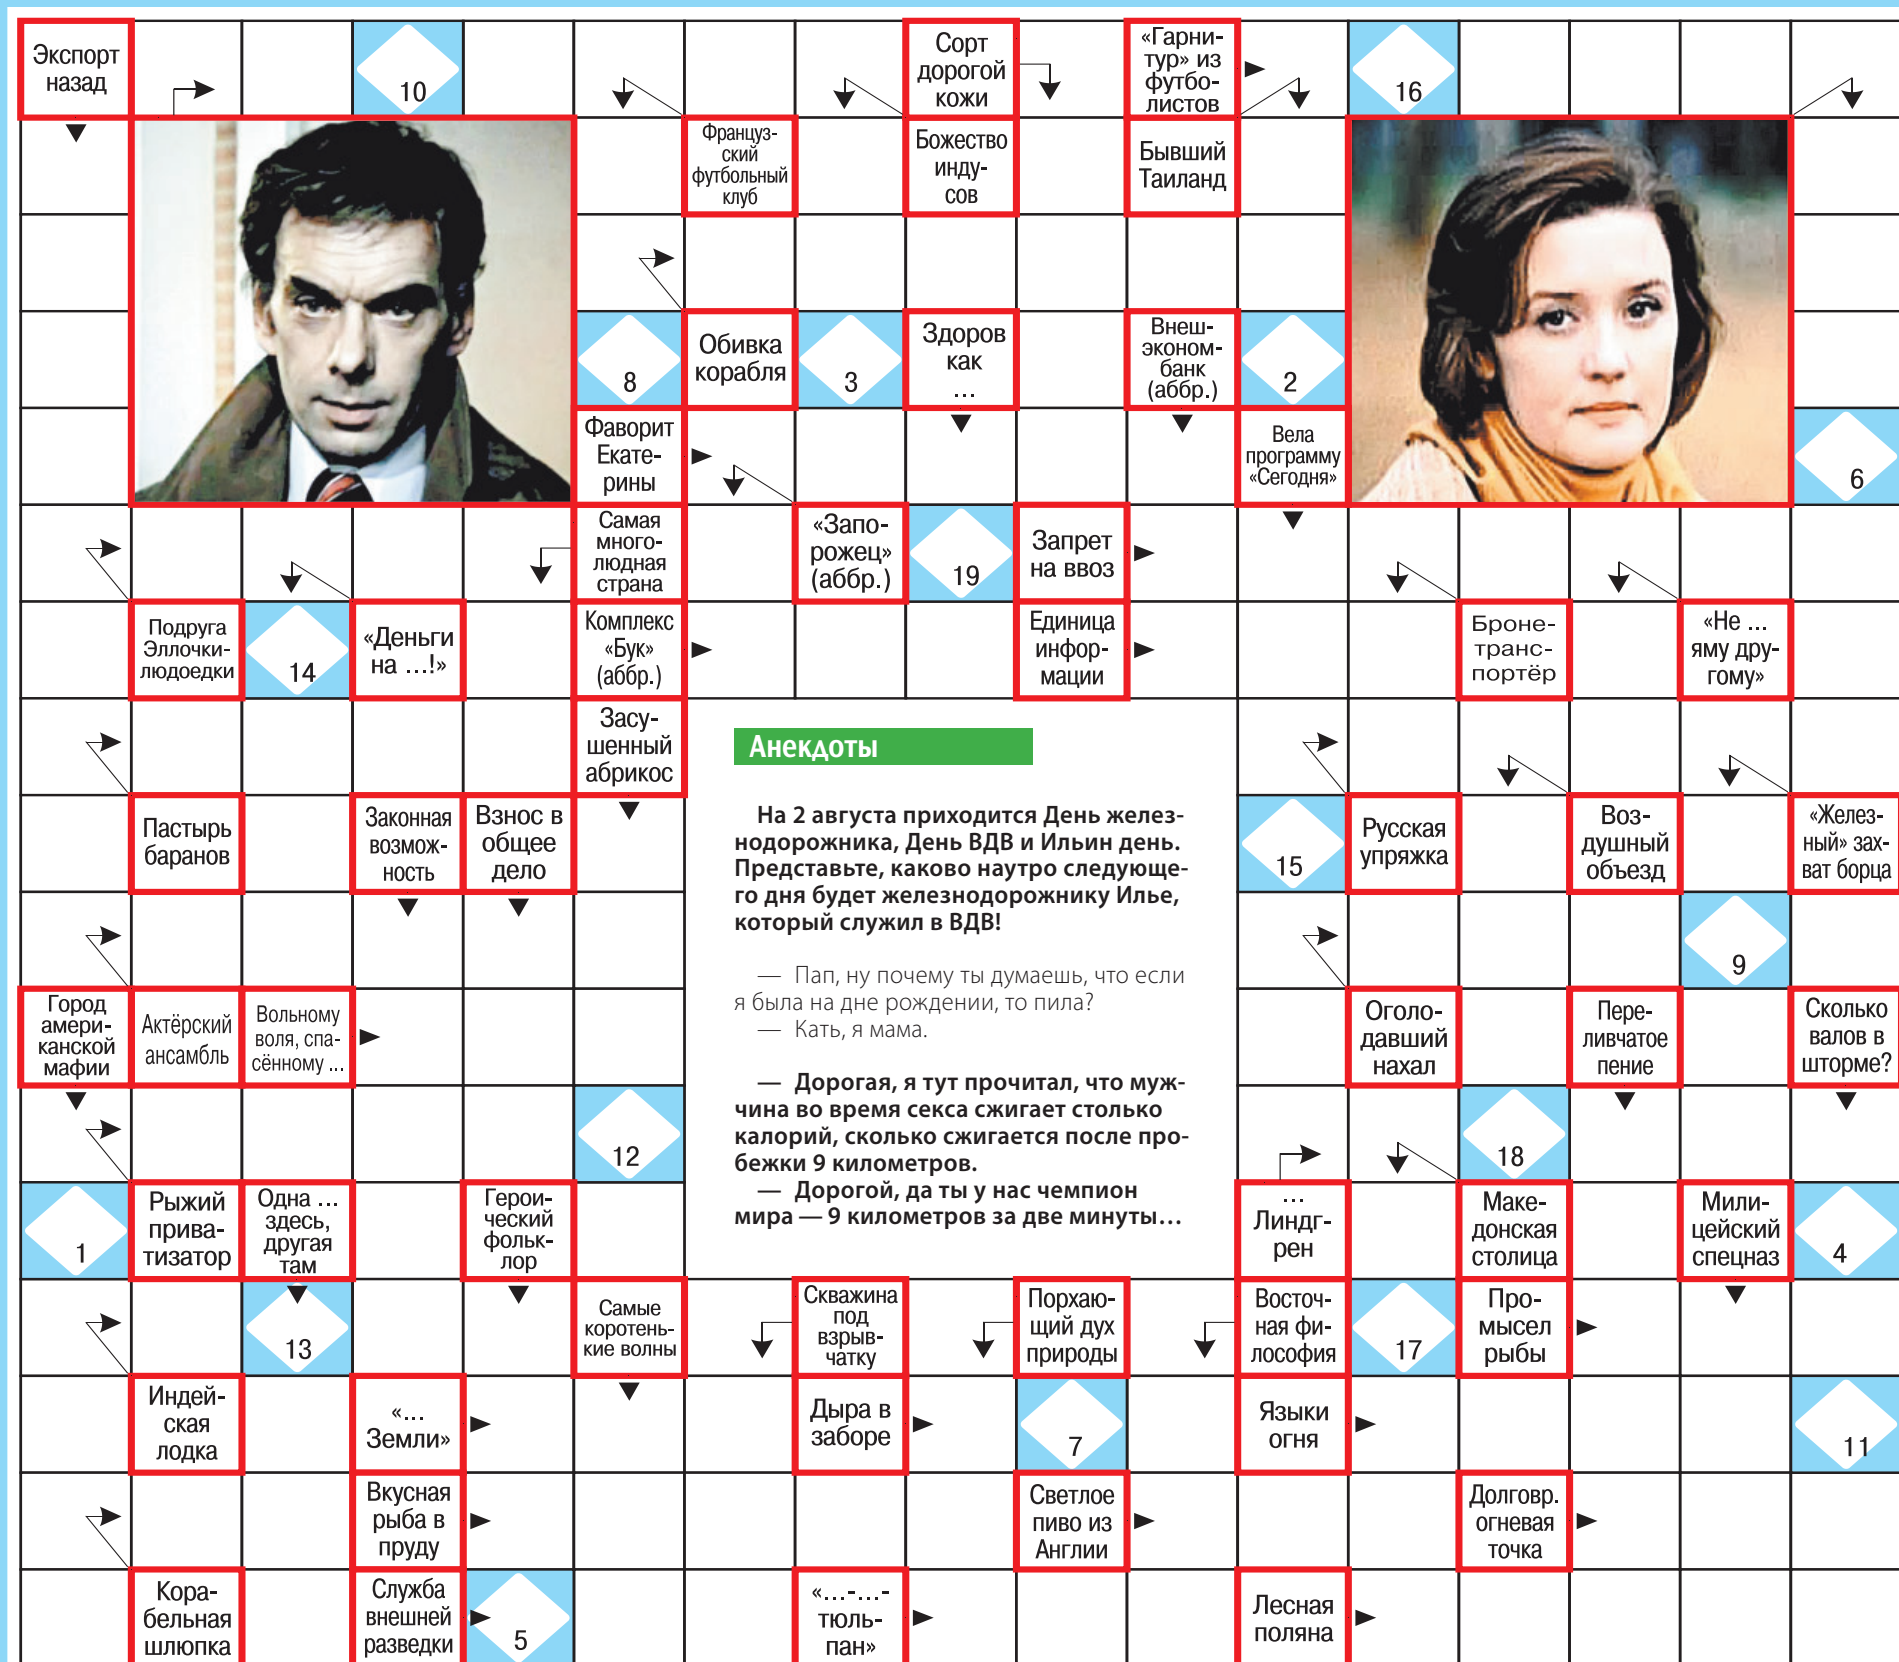 Экспорт
назад
10
Сорт
дорогой
кожи
«Гарни-
тур» из
футбо-
листов
16
Француз-
ский
футбольный
клуб
Божество
инду-
сов
Бывший
Таиланд
8
Обивка
корабля
3
Здоров
как
...
Внеш-
эконом-
банк
(аббр.)
2
Фаворит
Екате-
рины
Вела
программу
«Сегодня»
6
Самая
много-
людная
страна
«Запо-
рожец»
(аббр.)
19
Запрет
на ввоз
Подруга
Эллочки-
людоедки
14
«Деньги
на ...!»
Комплекс
«Бук»
(аббр.)
Единица
инфор-
мации
Броне-
транс-
портёр
«Не ...
яму дру-
гому»
Засу-
шенный
абрикос
Анекдоты
На 2 августа приходится День желез-
нодорожника, День ВДВ и Ильин день.
Представьте, каково наутро следующе-
го дня будет железнодорожнику Илье,
который служил в ВДВ!
— Пап, ну почему ты думаешь, что если
я была на дне рождении, то пила?
— Кать, я мама.
— Дорогая, я тут прочитал, что муж-
чина во время секса сжигает столько
калорий, сколько сжигается после про-
бежки 9 километров.
— Дорогой, да ты у нас чемпион
мира — 9 километров за две минуты...
Пастырь
баранов
Законная
возмож-
ность
Взнос в
общее
дело
15
Русская
упряжка
Воз-
душный
объезд
«Желез-
ный» зах-
ват борца
9
Город
амери-
канской
мафии
Актёрский
ансамбль
Вольному
воля, спа-
сённому ...
Оголо-
давший
нахал
Пере-
ливчатое
пение
Сколько
валов в
шторме?
12
18
1
Рыжий
прива-
тизатор
Одна ...
здесь,
другая
там
Герои-
ческий
фольк-
лор
...
Линдг-
рен
Маке-
донская
столица
Мили-
цейский
спецназ
4
13
Самые
коротень-
кие волны
Скважина
под
взрыв-
чатку
Порхаю-
щий дух
природы
Восточ-
ная фи-
лософия
17
Про-
мысел
рыбы
Индей-
ская
лодка
«...
Земли»
Дыра в
заборе
7
Языки
огня
11
Вкусная
рыба в
пруду
Светлое
пиво из
Англии
Долговр.
огневая
точка
Кора-
бельная
шлюпка
Служба
внешней
разведки
5
«...-...-
тюль-
пан»
Лесная
поляна